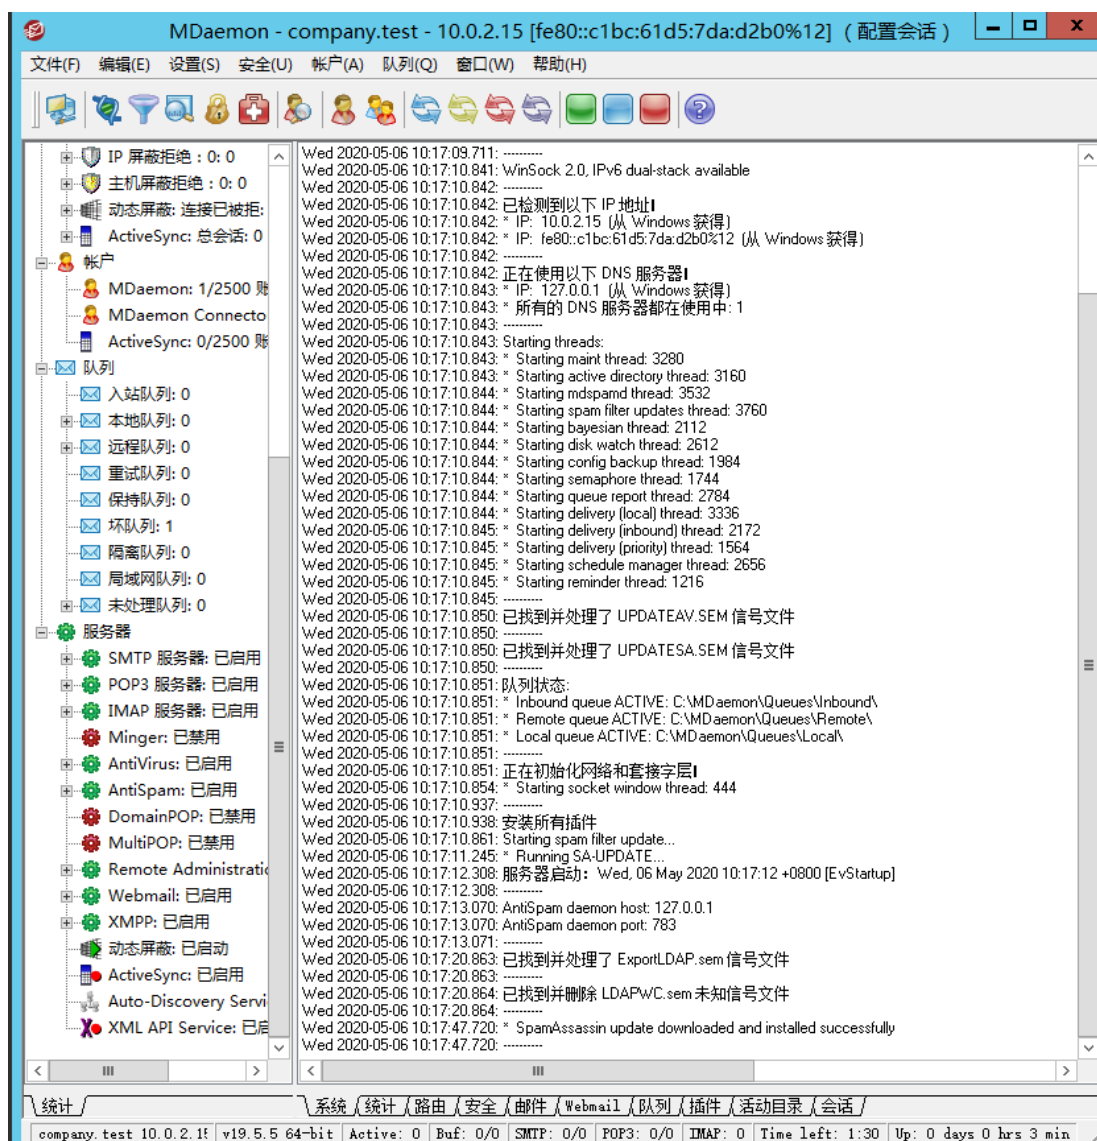 MDaemon - company.test - 10.0.2.15 [fe80::c1bc:61d5:7da:d2b0%12] （配置会话）
文件(F) 编辑(E) 设置(S) 安全(U) 帐户(A) 队列(Q) 窗口(W) 帮助(H)
IP 屏蔽拒绝：0: 0
主机屏蔽拒绝：0: 0
动态屏蔽: 连接已被拒:
ActiveSync: 总会话: 0
帐户
MDaemon: 1/2500 账
MDaemon Connecto
ActiveSync: 0/2500 账
队列
入站队列: 0
本地队列: 0
远程队列: 0
重试队列: 0
保持队列: 0
坏队列: 1
隔离队列: 0
局域网队列: 0
未处理队列: 0
服务器
SMTP 服务器: 已启用
POP3 服务器: 已启用
IMAP 服务器: 已启用
Minger: 已禁用
AntiVirus: 已启用
AntiSpam: 已启用
DomainPOP: 已禁用
MultiPOP: 已禁用
Remote Administratic
Webmail: 已启用
XMPP: 已启用
动态屏蔽: 已启动
ActiveSync: 已启用
Auto-Discovery Servi
XML API Service: 已启
统计
Wed 2020-05-06 10:17:09.711: ----------
Wed 2020-05-06 10:17:10.841: WinSock 2.0, IPv6 dual-stack available
Wed 2020-05-06 10:17:10.842: ----------
Wed 2020-05-06 10:17:10.842: 已检测到以下 IP 地址
Wed 2020-05-06 10:17:10.842: * IP: 10.0.2.15 (从 Windows 获得)
Wed 2020-05-06 10:17:10.842: * IP: fe80::c1bc:61d5:7da:d2b0%12 (从 Windows 获得)
Wed 2020-05-06 10:17:10.842: ----------
Wed 2020-05-06 10:17:10.842: 正在使用以下 DNS 服务器
Wed 2020-05-06 10:17:10.843: * IP: 127.0.0.1 (从 Windows 获得)
Wed 2020-05-06 10:17:10.843: * 所有的 DNS 服务器都在使用中: 1
Wed 2020-05-06 10:17:10.843: ----------
Wed 2020-05-06 10:17:10.843: Starting threads:
Wed 2020-05-06 10:17:10.843: * Starting maint thread: 3280
Wed 2020-05-06 10:17:10.843: * Starting active directory thread: 3160
Wed 2020-05-06 10:17:10.844: * Starting mdspamd thread: 3532
Wed 2020-05-06 10:17:10.844: * Starting spam filter updates thread: 3760
Wed 2020-05-06 10:17:10.844: * Starting bayesian thread: 2112
Wed 2020-05-06 10:17:10.844: * Starting disk watch thread: 2612
Wed 2020-05-06 10:17:10.844: * Starting config backup thread: 1984
Wed 2020-05-06 10:17:10.844: * Starting semaphore thread: 1744
Wed 2020-05-06 10:17:10.844: * Starting queue report thread: 2784
Wed 2020-05-06 10:17:10.844: * Starting delivery (local) thread: 3336
Wed 2020-05-06 10:17:10.845: * Starting delivery (inbound) thread: 2172
Wed 2020-05-06 10:17:10.845: * Starting delivery (priority) thread: 1564
Wed 2020-05-06 10:17:10.845: * Starting schedule manager thread: 2656
Wed 2020-05-06 10:17:10.845: * Starting reminder thread: 1216
Wed 2020-05-06 10:17:10.845: ----------
Wed 2020-05-06 10:17:10.850: 已找到并处理了 UPDATEAV.SEM 信号文件
Wed 2020-05-06 10:17:10.850: ----------
Wed 2020-05-06 10:17:10.850: 已找到并处理了 UPDATESA.SEM 信号文件
Wed 2020-05-06 10:17:10.850: ----------
Wed 2020-05-06 10:17:10.851: 队列状态:
Wed 2020-05-06 10:17:10.851: * Inbound queue ACTIVE: C:\MDaemon\Queues\Inbound\
Wed 2020-05-06 10:17:10.851: * Remote queue ACTIVE: C:\MDaemon\Queues\Remote\
Wed 2020-05-06 10:17:10.851: * Local queue ACTIVE: C:\MDaemon\Queues\Local\
Wed 2020-05-06 10:17:10.851: ----------
Wed 2020-05-06 10:17:10.851: 正在初始化网络和套接字层
Wed 2020-05-06 10:17:10.854: * Starting socket window thread: 444
Wed 2020-05-06 10:17:10.937: ----------
Wed 2020-05-06 10:17:10.938: 安装所有插件
Wed 2020-05-06 10:17:10.861: Starting spam filter update...
Wed 2020-05-06 10:17:11.245: * Running SA-UPDATE...
Wed 2020-05-06 10:17:12.308: 服务器启动：Wed, 06 May 2020 10:17:12 +0800 [EvStartup]
Wed 2020-05-06 10:17:12.308: ----------
Wed 2020-05-06 10:17:13.070: AntiSpam daemon host: 127.0.0.1
Wed 2020-05-06 10:17:13.070: AntiSpam daemon port: 783
Wed 2020-05-06 10:17:13.071: ----------
Wed 2020-05-06 10:17:20.863: 已找到并处理了 ExportLDAP.sem 信号文件
Wed 2020-05-06 10:17:20.863: ----------
Wed 2020-05-06 10:17:20.864: 已找到并删除 LDAPWC.sem 未知信号文件
Wed 2020-05-06 10:17:20.864: ----------
Wed 2020-05-06 10:17:47.720: * SpamAssassin update downloaded and installed successfully
Wed 2020-05-06 10:17:47.720: ----------
系统 统计 路由 安全 邮件 Webmail 队列 插件 活动目录 会话
company.test 10.0.2.15 v19.5.5 64-bit Active: 0 Buf: 0/0 SMTP: 0/0 POP3: 0/0 IMAP: 0 Time left: 1:30 Up: 0 days 0 hrs 3 min